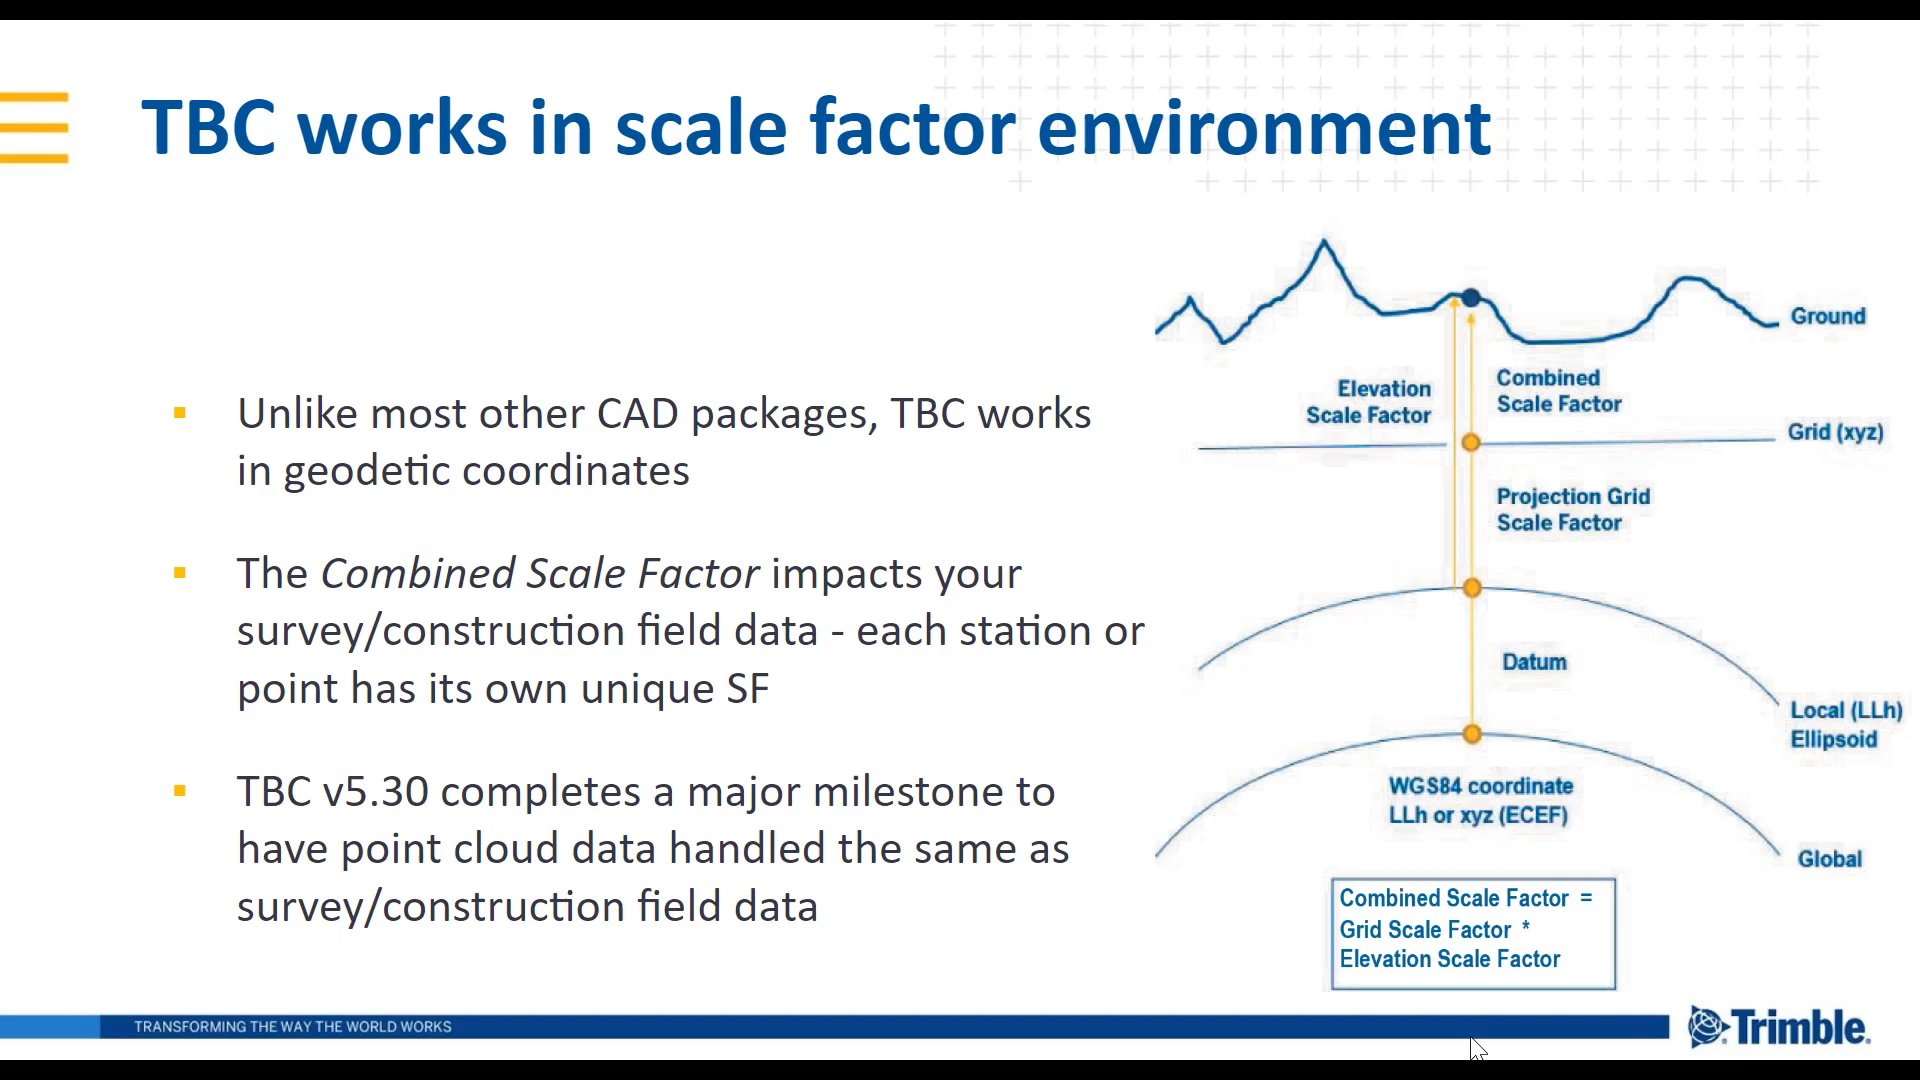 TBC works in scale factor environment
Unlike most other CAD packages, TBC works
in geodetic coordinates
The Combined Scale Factor impacts your
survey/construction field data - each station or
point has its own unique SF
TBC v5.30 completes a major milestone to
have point cloud data handled the same as
survey/construction field data
Ground
Elevation
Scale Factor
Combined
Scale Factor
Grid (xyz)
Projection Grid
Scale Factor
Datum
Local (LLh)
Ellipsoid
WGS84 coordinate
LLh or xyz (ECEF)
Global
Combined Scale Factor =
Grid Scale Factor *
Elevation Scale Factor
TRANSFORMING THE WAY THE WORLD WORKS
Trimble